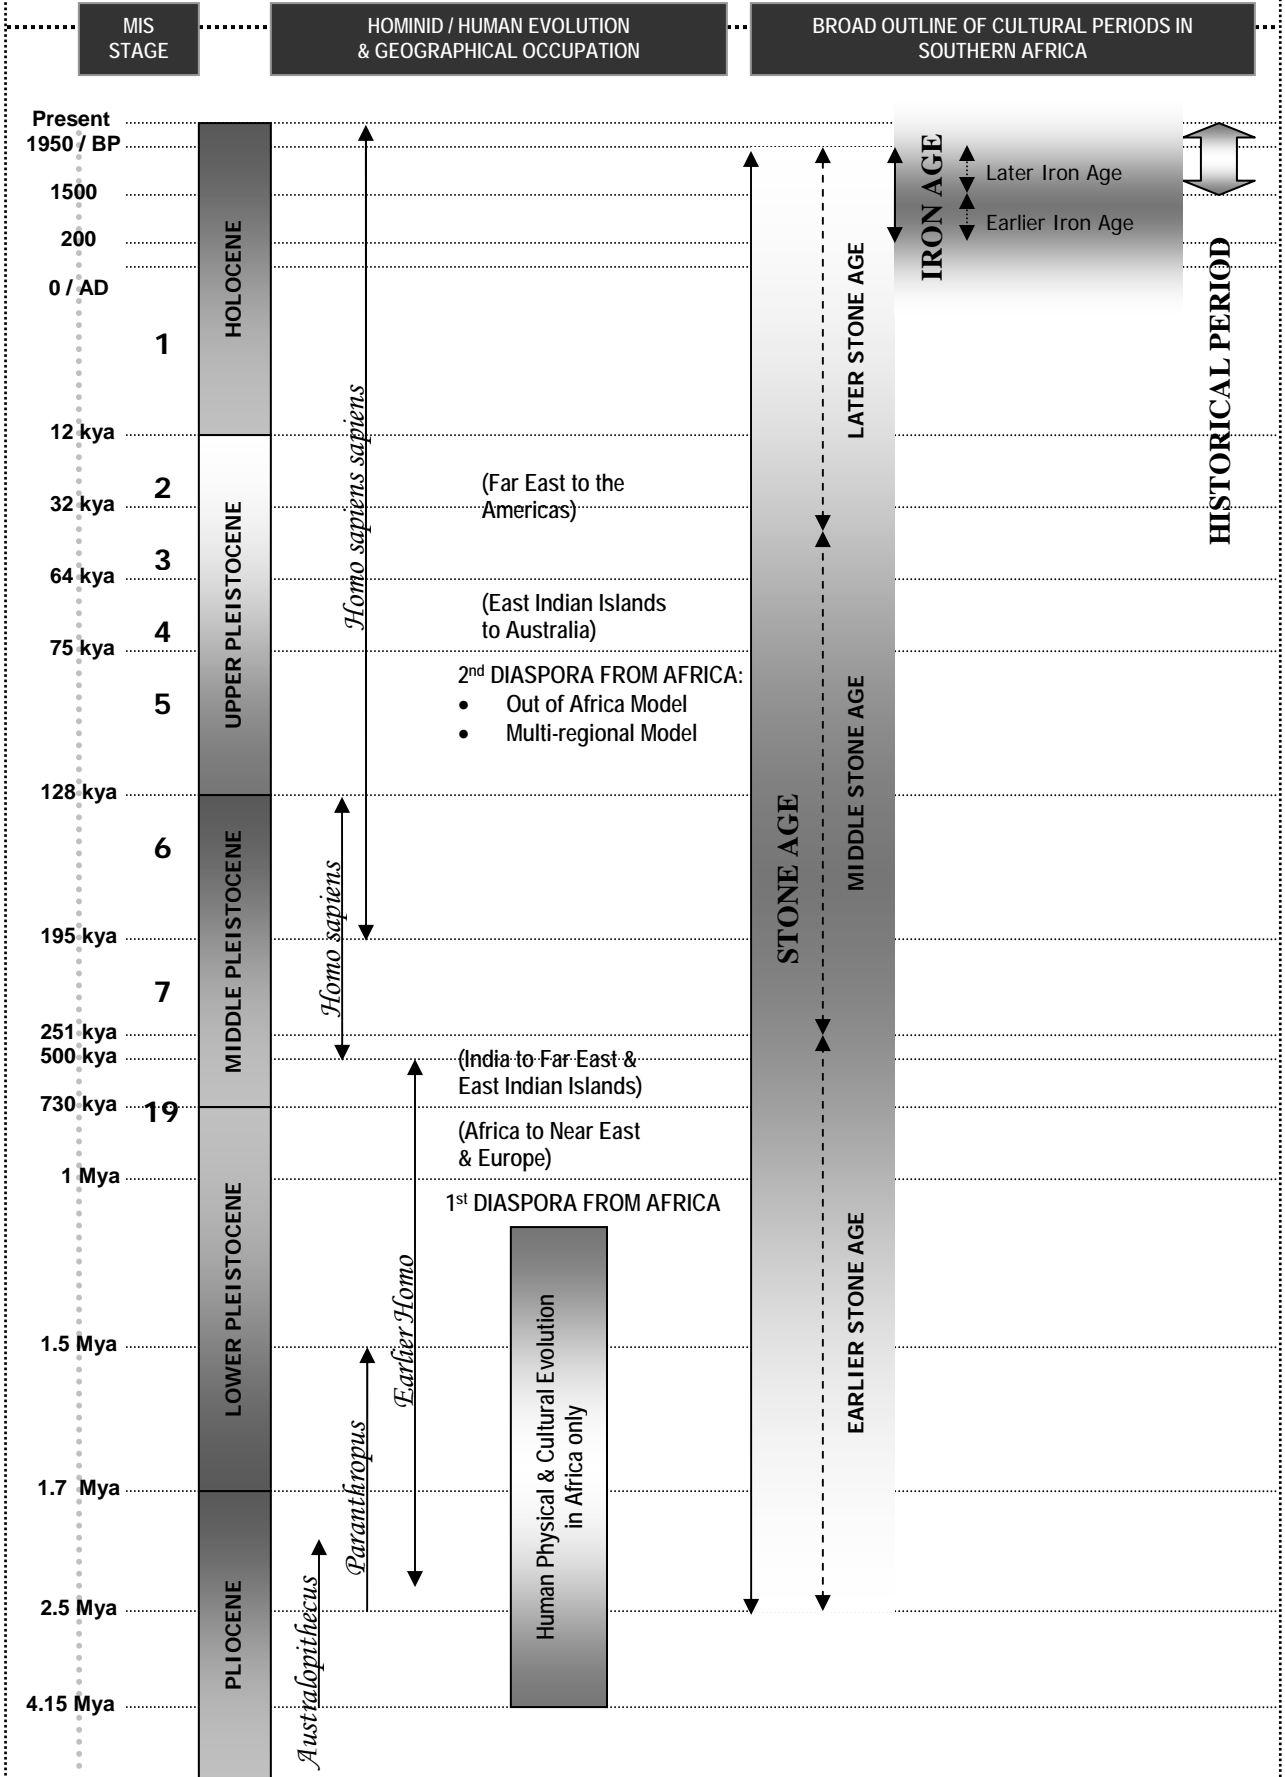 MIS
STAGE
HOMINID / HUMAN EVOLUTION
& GEOGRAPHICAL OCCUPATION
BROAD OUTLINE OF CULTURAL PERIODS IN
SOUTHERN AFRICA
Present
1950 / BP
1500
200
0 / AD
12 kya
32 kya
64 kya
75 kya
128 kya
195 kya
251 kya
500 kya
730 kya
1 Mya
1.5 Mya
1.7 Mya
2.5 Mya
4.15 Mya
1
2
3
4
5
6
7
19
HOLOCENE
UPPER PLEISTOCENE
MIDDLE PLEISTOCENE
LOWER PLEISTOCENE
PLIOCENE
Homo sapiens sapiens
Homo sapiens
Earlier Homo
Paranthropus
Australopithecus
(Far East to the
Americas)
(East Indian Islands
to Australia)
2nd DIASPORA FROM AFRICA:
• Out of Africa Model
• Multi-regional Model
(India to Far East &
East Indian Islands)
(Africa to Near East
& Europe)
1st DIASPORA FROM AFRICA
Human Physical & Cultural Evolution
in Africa only
STONE AGE
LATER STONE AGE
MIDDLE STONE AGE
EARLIER STONE AGE
IRON AGE
Later Iron Age
Earlier Iron Age
HISTORICAL PERIOD